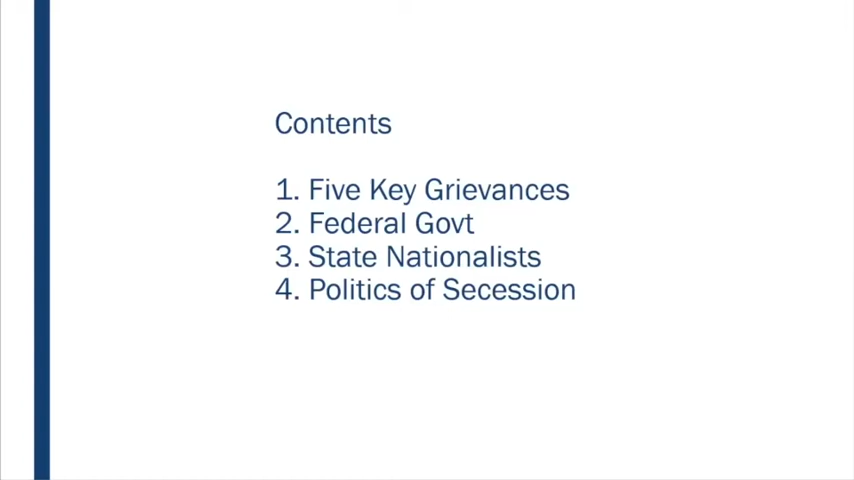 Contents
1. Five Key Grievances
2. Federal Govt
3. State Nationalists
4. Politics of Secession